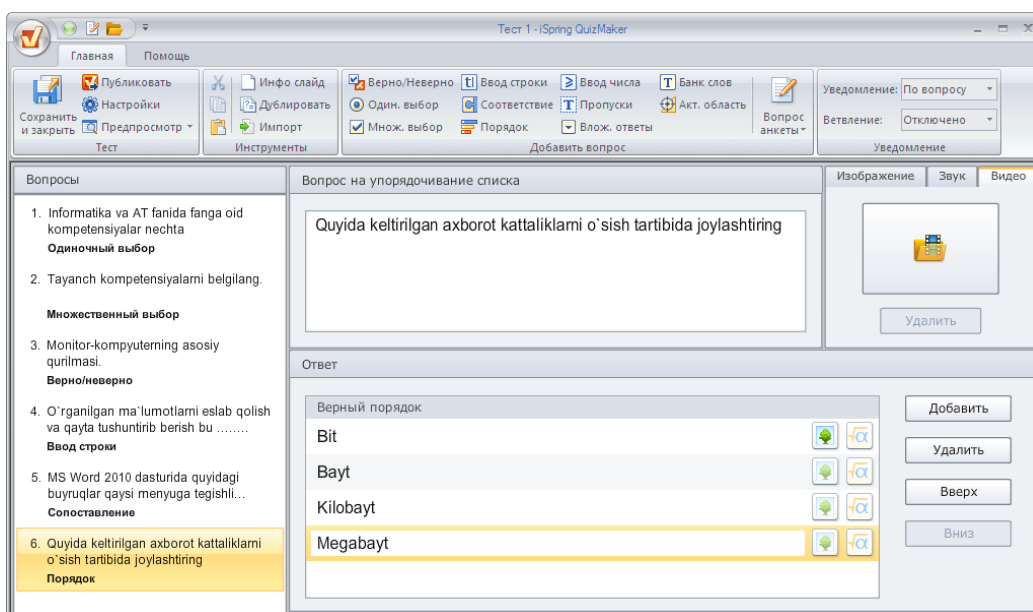 Тест 1 - iSpring QuizMaker
Главная Помощь
Сохранить и закрыть
Публиковать
Настройки
Предпросмотр
Тест
Инфо слайд
Дублировать
Импорт
Инструменты
Верно/Неверно Ввод строки Ввод числа Банк слов
Один. выбор Соответствие Пропуски Акт. область
Множ. выбор Порядок Влож. ответы
Вопрос анкеты
Добавить вопрос
Уведомление: По вопросу
Ветвление: Отключено
Уведомление
Вопросы
1. Informatika va AT fanida fanga oid
kompetensiyalar nechta
Одиночный выбор
2. Tayanch kompetensiyalarni belgilang.
Множественный выбор
3. Monitor-kompyuterning asosiy
qurilmasi.
Верно/неверно
4. O`rganilgan ma`lumotlarni eslab qolish
va qayta tushuntirib berish bu ........
Ввод строки
5. MS Word 2010 dasturida quyidagi
buyruqlar qaysi menyuga tegishli...
Сопоставление
6. Quyida keltirilgan axborot kattaliklarni
o`sish tartibida joylashtiring
Порядок
Вопрос на упорядочивание списка
Quyida keltirilgan axborot kattaliklarni o`sish tartibida joylashtiring
Изображение Звук Видео
Удалить
Ответ
Верный порядок
Bit
Bayt
Kilobayt
Megabayt
Добавить
Удалить
Вверх
Вниз